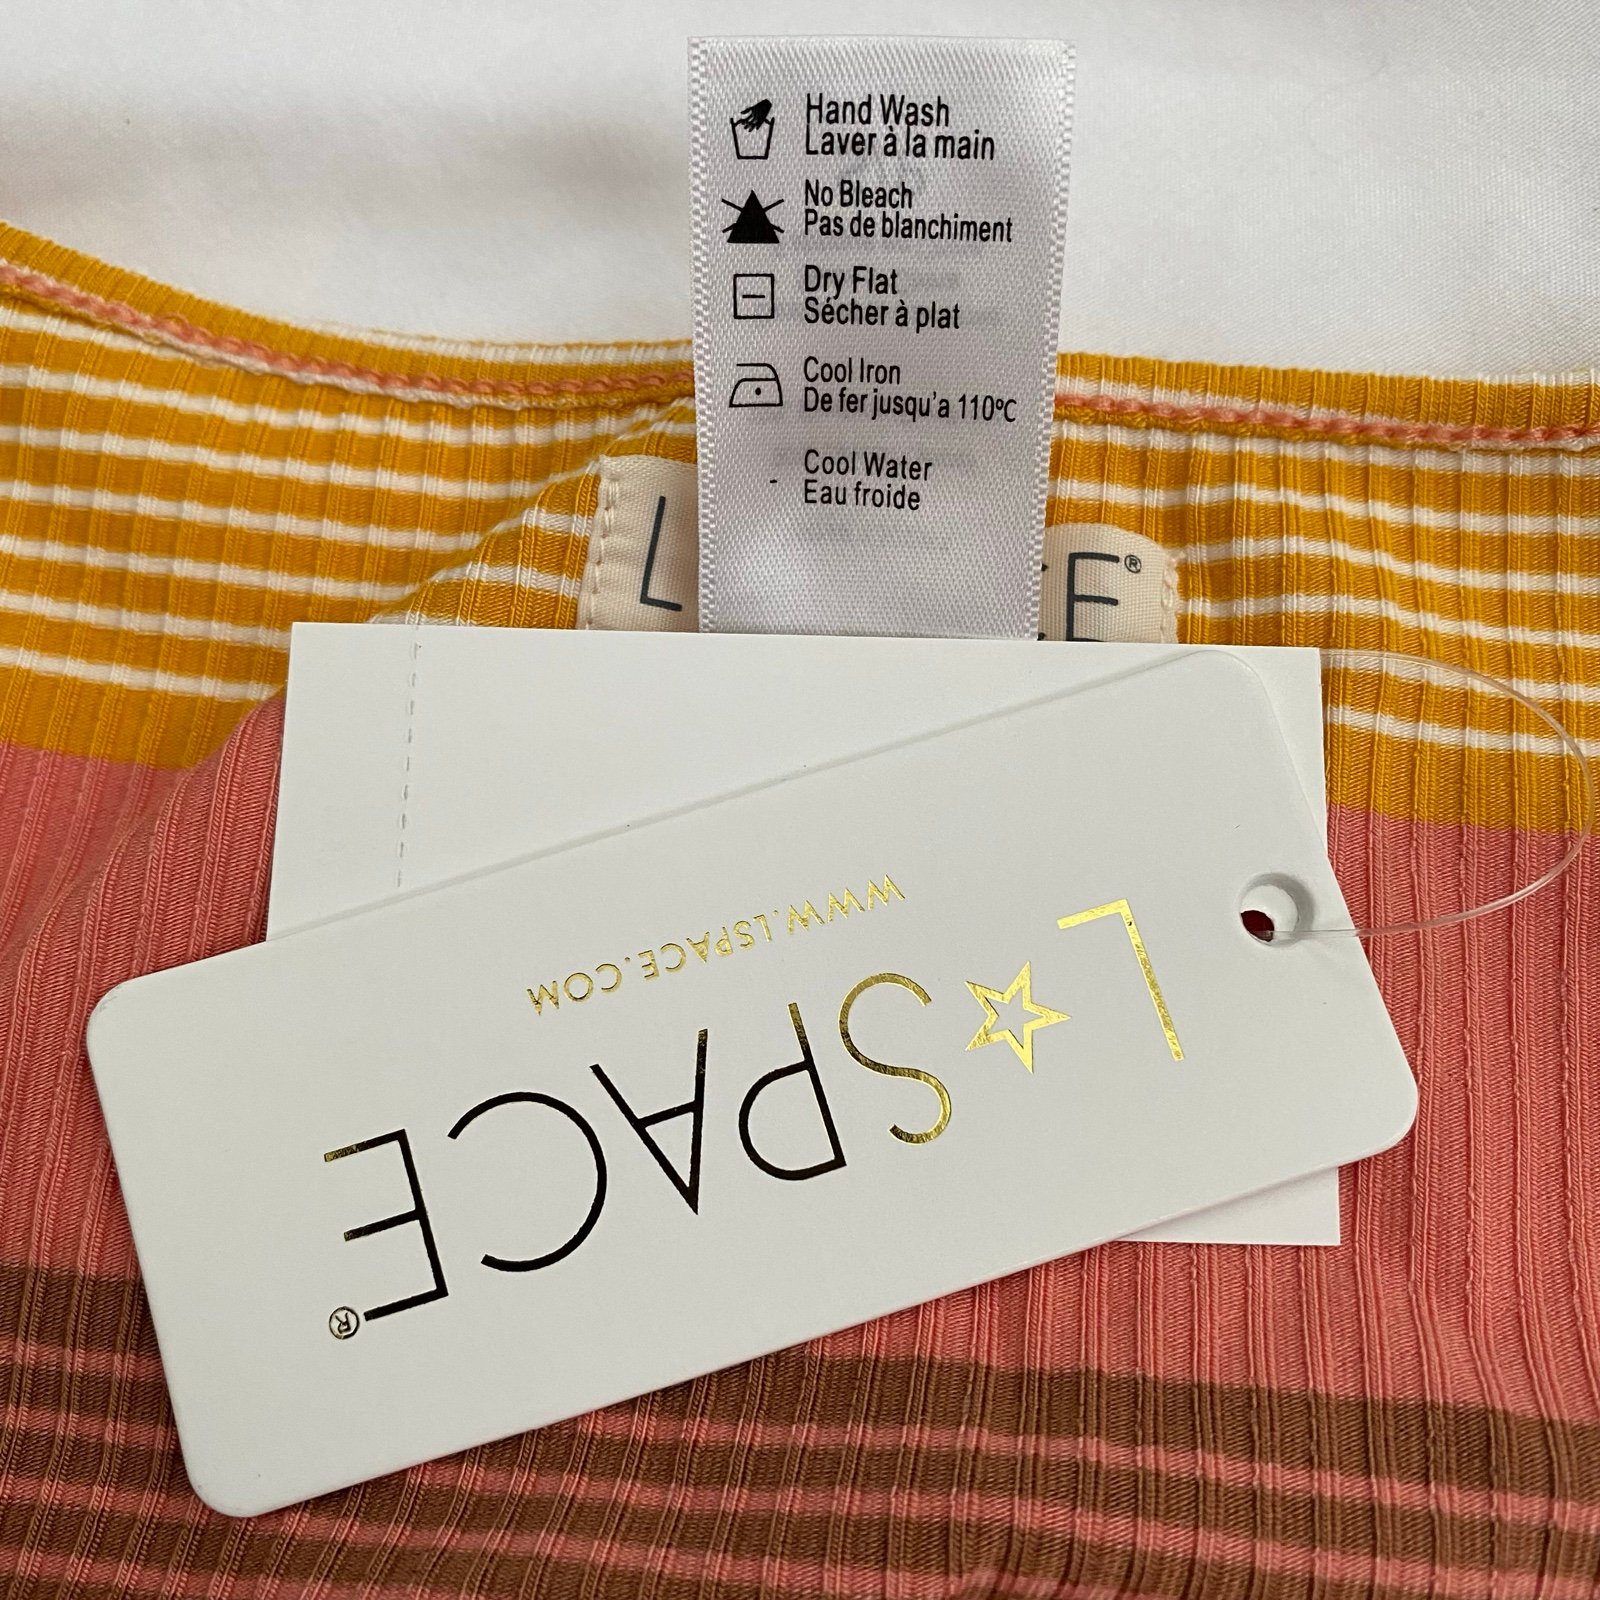 Hand Wash
Laver à la main
No Bleach
Pas de blanchiment
Dry Flat
Sécher à plat
Cool Iron
De fer jusqu'a 110ºC
Cool Water
Eau froide
L E®
L☆SPACE®
WWW.LSPACE.COM